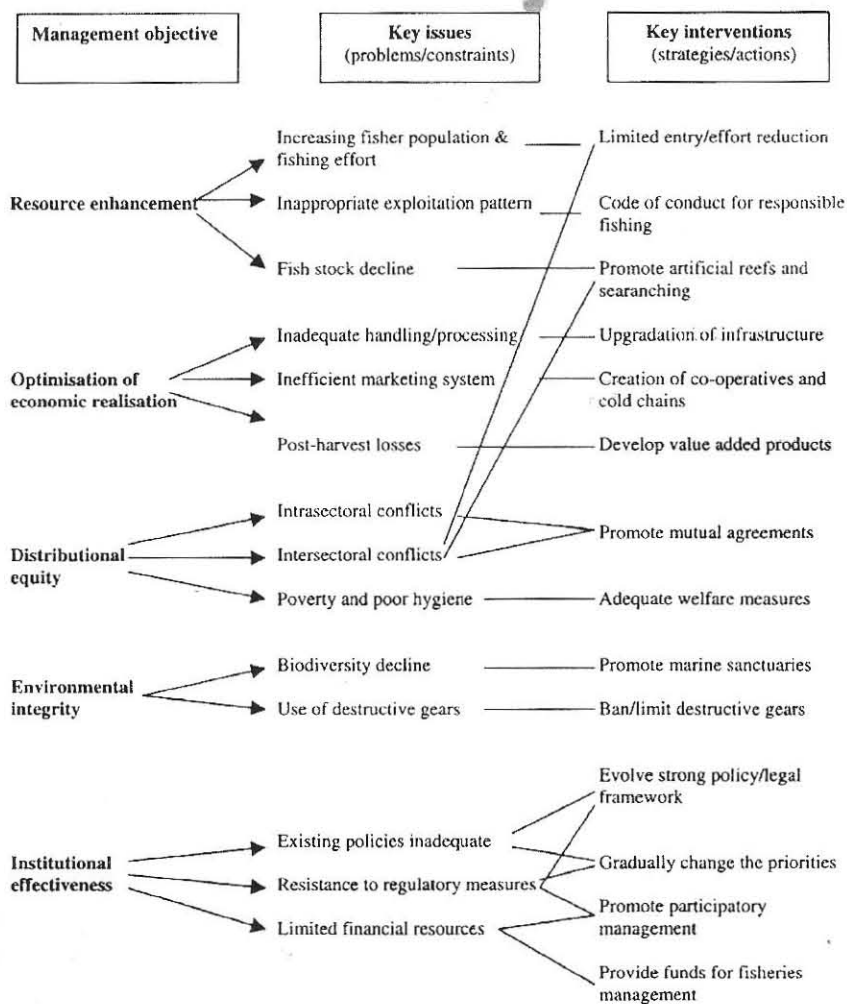 Management objective
Key issues
(problems/constraints)
Key interventions
(strategies/actions)
Resource enhancement
Increasing fisher population &
fishing effort
Limited entry/effort reduction
Inappropriate exploitation pattern
Code of conduct for responsible
fishing
Fish stock decline
Promote artificial reefs and
searanching
Optimisation of
economic realisation
Inadequate handling/processing
Upgradation of infrastructure
Inefficient marketing system
Creation of co-operatives and
cold chains
Post-harvest losses
Develop value added products
Distributional
equity
Intrasectoral conflicts
Intersectoral conflicts
Promote mutual agreements
Poverty and poor hygiene
Adequate welfare measures
Environmental
integrity
Biodiversity decline
Promote marine sanctuaries
Use of destructive gears
Ban/limit destructive gears
Institutional
effectiveness
Existing policies inadequate
Evolve strong policy/legal
framework
Resistance to regulatory measures
Gradually change the priorities
Limited financial resources
Promote participatory
management
Provide funds for fisheries
management